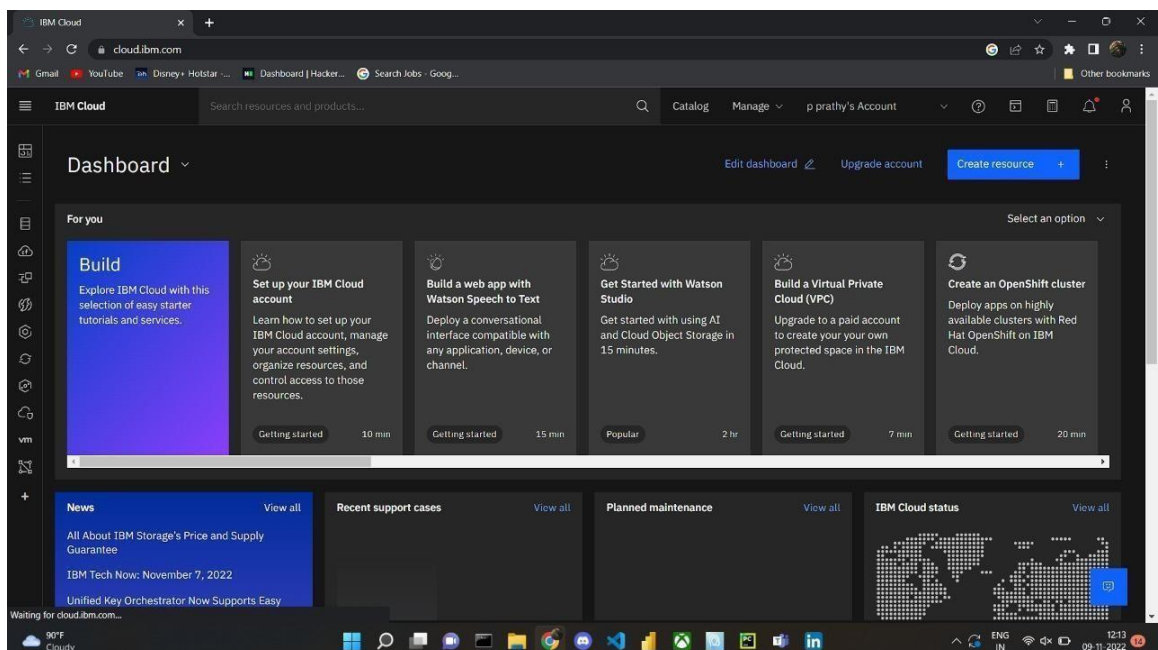 IBM Cloud
cloud.ibm.com
Gmail YouTube Disney+ Hotstar -... Dashboard | Hacker... Search Jobs - Goog... Other bookmarks
IBM Cloud Search resources and products... Catalog Manage p prathy's Account
Dashboard Edit dashboard Upgrade account Create resource +
For you Select an option
Build
Explore IBM Cloud with this
selection of easy starter
tutorials and services.
Set up your IBM Cloud
account
Learn how to set up your
IBM Cloud account, manage
your account settings,
organize resources, and
control access to those
resources.
Getting started 10 min
Build a web app with
Watson Speech to Text
Deploy a conversational
interface compatible with
any application, device, or
channel.
Getting started 15 min
Get Started with Watson
Studio
Get started with using AI
and Cloud Object Storage in
15 minutes.
Popular 2 hr
Build a Virtual Private
Cloud (VPC)
Upgrade to a paid account
to create your your own
protected space in the IBM
Cloud.
Getting started 7 min
Create an OpenShift cluster
Deploy apps on highly
available clusters with Red
Hat OpenShift on IBM
Cloud.
Getting started 20 min
vm
News View all
All About IBM Storage's Price and Supply
Guarantee
IBM Tech Now: November 7, 2022
Unified Key Orchestrator Now Supports Easy
Recent support cases View all
Planned maintenance View all
IBM Cloud status View all
Waiting for cloud.ibm.com...
90°F
Cloudy
ENG
IN
12:13
09-11-2022
14